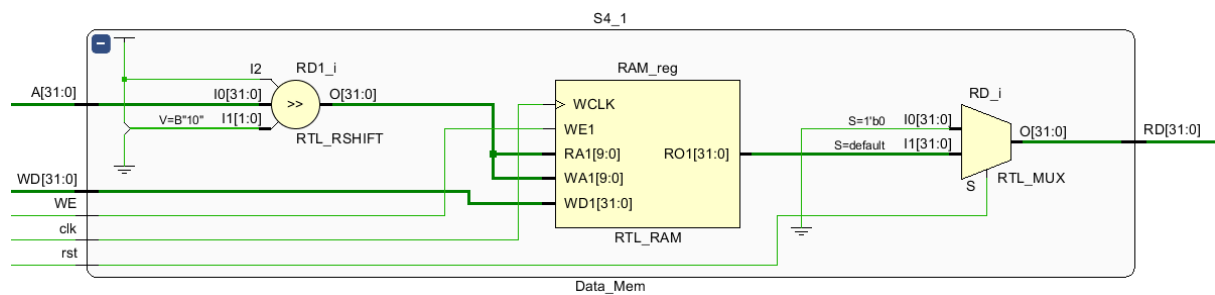 S4_1
I2
RD1_i
A[31:0]
I0[31:0]
>>
O[31:0]
V=B"10"
I1[1:0]
RTL_RSHIFT
RAM_reg
WCLK
WE1
RA1[9:0]
RO1[31:0]
WA1[9:0]
WD1[31:0]
RTL_RAM
RD_i
S=1'b0
I0[31:0]
S=default
I1[31:0]
O[31:0]
RD[31:0]
S
RTL_MUX
WD[31:0]
WE
clk
rst
Data_Mem